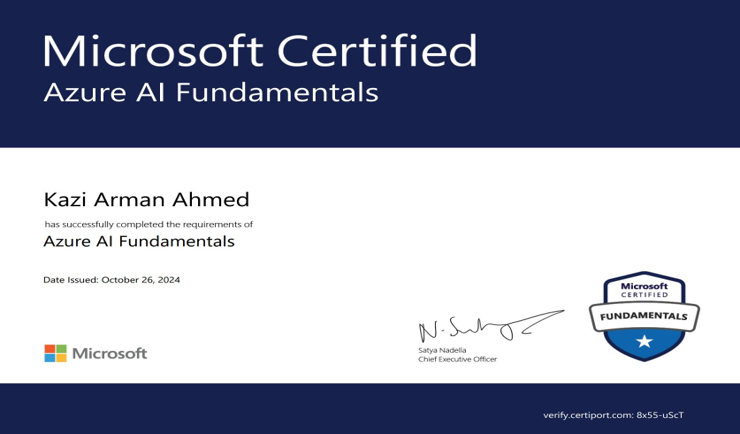 Microsoft Certified
Azure AI Fundamentals
Kazi Arman Ahmed
has successfully completed the requirements of
Azure AI Fundamentals
Date Issued: October 26, 2024
Microsoft
CERTIFIED
FUNDAMENTALS
Satya Nadella
Chief Executive Officer
Microsoft
verify.certiport.com: 8x55-uScT